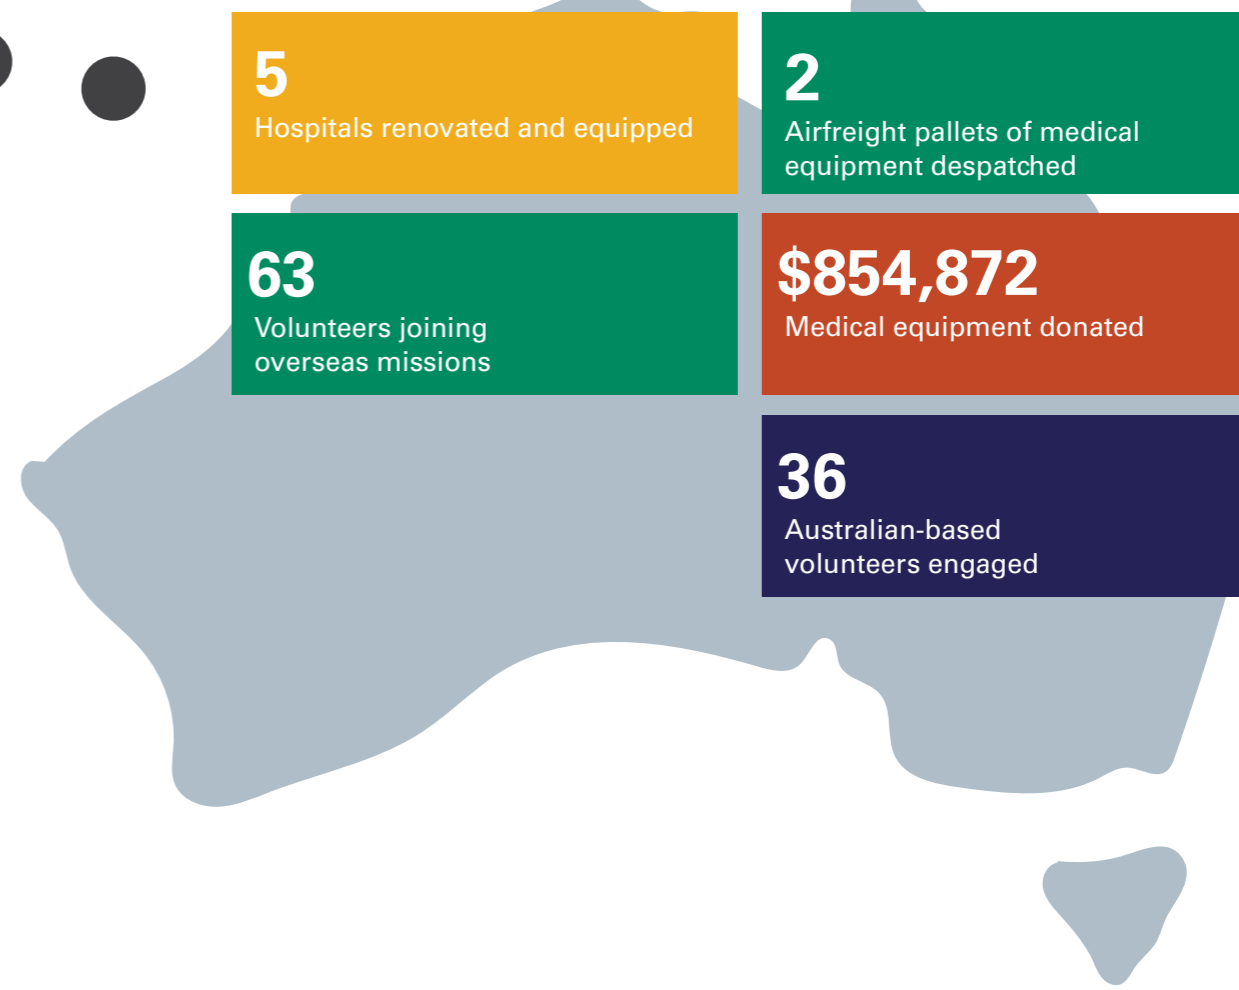 5
Hospitals renovated and equipped
2
Airfreight pallets of medical
equipment despatched
63
Volunteers joining
overseas missions
$854,872
Medical equipment donated
36
Australian-based
volunteers engaged